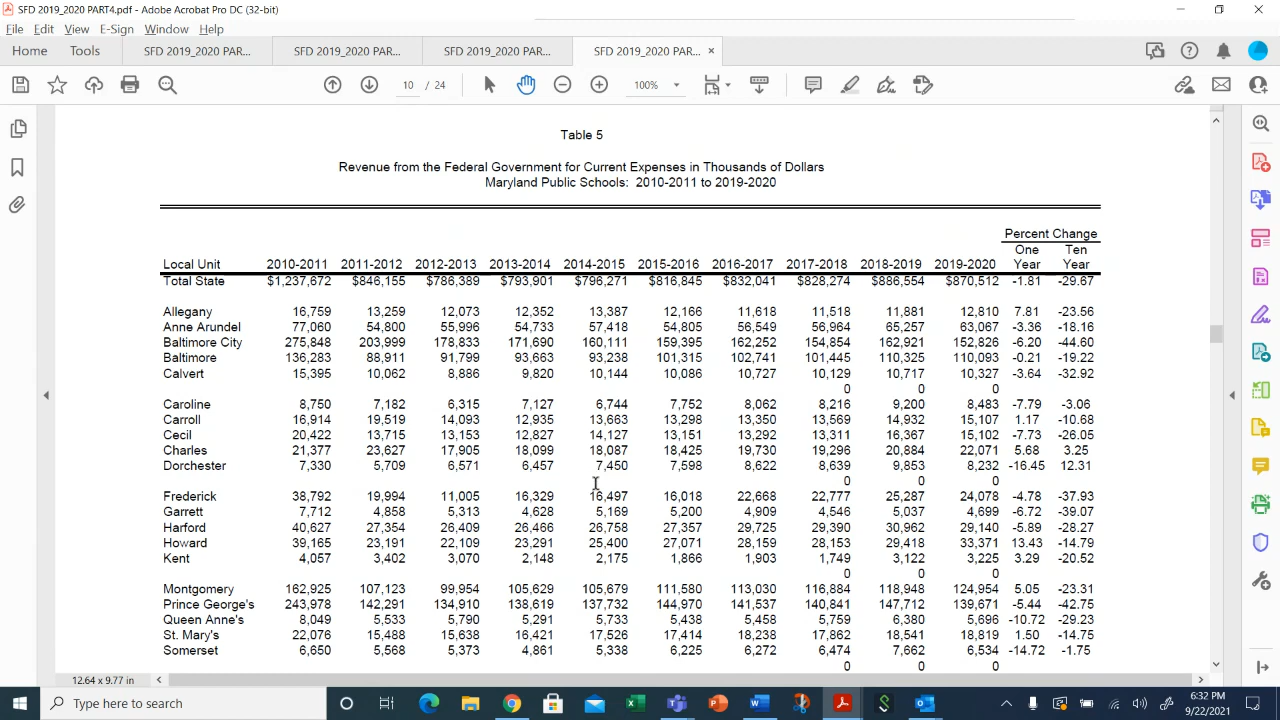 SFD 2019_2020 PART4.pdf - Adobe Acrobat Pro DC (32-bit)
File Edit View E-Sign Window Help
Home Tools SFD 2019_2020 PAR... SFD 2019_2020 PAR... SFD 2019_2020 PAR... SFD 2019_2020 PAR... ×
10 / 24 100%
Table 5
Revenue from the Federal Government for Current Expenses in Thousands of Dollars
Maryland Public Schools: 2010-2011 to 2019-2020
Percent Change
One Ten
Local Unit 2010-2011 2011-2012 2012-2013 2013-2014 2014-2015 2015-2016 2016-2017 2017-2018 2018-2019 2019-2020 Year Year
Total State $1,237,672 $846,155 $786,389 $793,901 $796,271 $816,845 $832,041 $828,274 $886,554 $870,512 -1.81 -29.67
Allegany 16,759 13,259 12,073 12,352 13,387 12,166 11,618 11,518 11,881 12,810 7.81 -23.56
Anne Arundel 77,060 54,800 55,996 54,733 57,418 54,805 56,549 56,964 65,257 63,067 -3.36 -18.16
Baltimore City 275,848 203,999 178,833 171,690 160,111 159,395 162,252 154,854 162,921 152,826 -6.20 -44.60
Baltimore 136,283 88,911 91,799 93,663 93,238 101,315 102,741 101,445 110,325 110,093 -0.21 -19.22
Calvert 15,395 10,062 8,886 9,820 10,144 10,086 10,727 10,129 10,717 10,327 -3.64 -32.92
0 0 0
Caroline 8,750 7,182 6,315 7,127 6,744 7,752 8,062 8,216 9,200 8,483 -7.79 -3.06
Carroll 16,914 19,519 14,093 12,935 13,663 13,298 13,350 13,569 14,932 15,107 1.17 -10.68
Cecil 20,422 13,715 13,153 12,827 14,127 13,151 13,292 13,311 16,367 15,102 -7.73 -26.05
Charles 21,377 23,627 17,905 18,099 18,087 18,425 19,730 19,296 20,884 22,071 5.68 3.25
Dorchester 7,330 5,709 6,571 6,457 7,450 7,598 8,622 8,639 9,853 8,232 -16.45 12.31
0 0 0
Frederick 38,792 19,994 11,005 16,329 16,497 16,018 22,668 22,777 25,287 24,078 -4.78 -37.93
Garrett 7,712 4,858 5,313 4,628 5,169 5,200 4,909 4,546 5,037 4,699 -6.72 -39.07
Harford 40,627 27,354 26,409 26,466 26,758 27,357 29,725 29,390 30,962 29,140 -5.89 -28.27
Howard 39,165 23,191 22,109 23,291 25,400 27,071 28,159 28,153 29,418 33,371 13.43 -14.79
Kent 4,057 3,402 3,070 2,148 2,175 1,866 1,903 1,749 3,122 3,225 3.29 -20.52
0 0 0
Montgomery 162,925 107,123 99,954 105,629 105,679 111,580 113,030 116,884 118,948 124,954 5.05 -23.31
Prince George's 243,978 142,291 134,910 138,619 137,732 144,970 141,537 140,841 147,712 139,671 -5.44 -42.75
Queen Anne's 8,049 5,533 5,790 5,291 5,733 5,438 5,458 5,759 6,380 5,696 -10.72 -29.23
St. Mary's 22,076 15,488 15,638 16,421 17,526 17,414 18,238 17,862 18,541 18,819 1.50 -14.75
Somerset 6,650 5,568 5,373 4,861 5,338 6,225 6,272 6,474 7,662 6,534 -14.72 -1.75
0 0 0
12.64 x 9.77 in
Type here to search
6:32 PM
9/22/2021